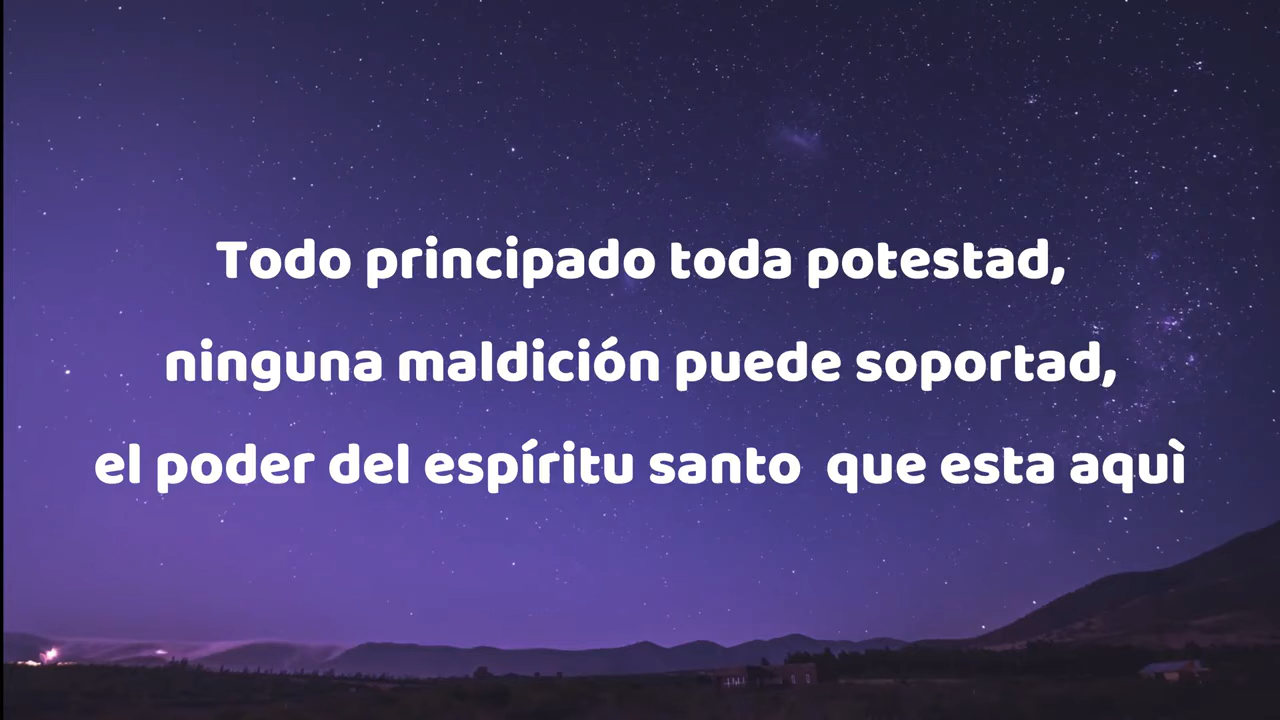 Todo principado toda potestad,
ninguna maldición puede soportad,
el poder del espíritu santo  que esta aquì